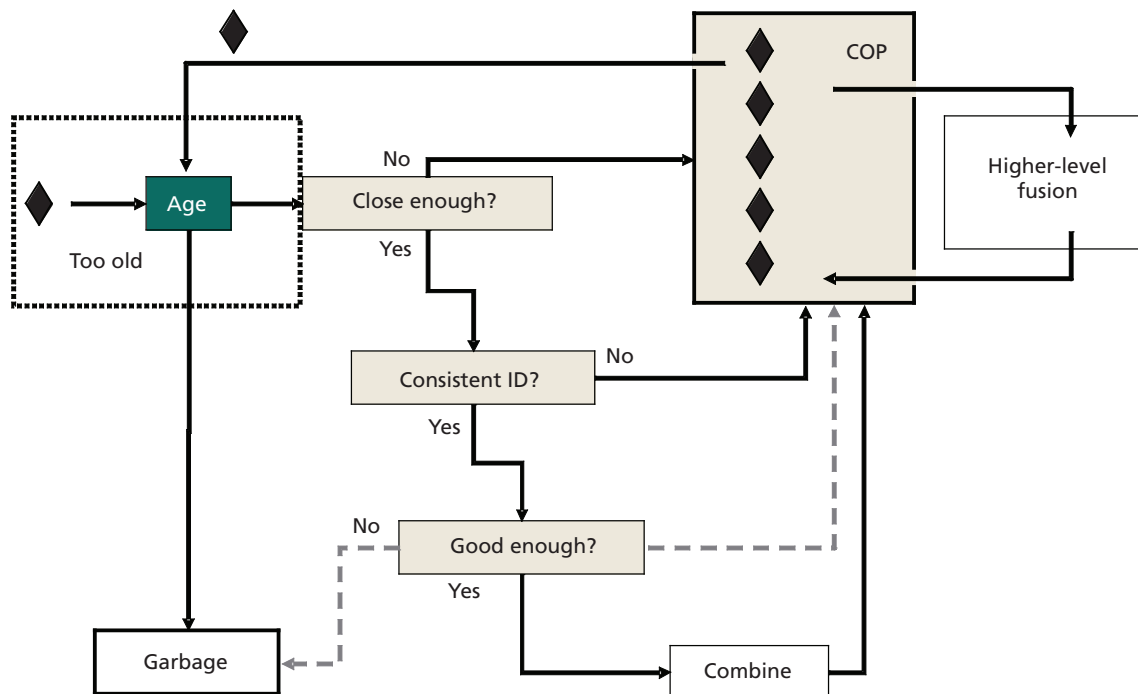 COP
No
Higher-level
fusion
Age
Close enough?
Too old
Yes
No
Consistent ID?
Yes
No
Good enough?
Yes
Garbage
Combine